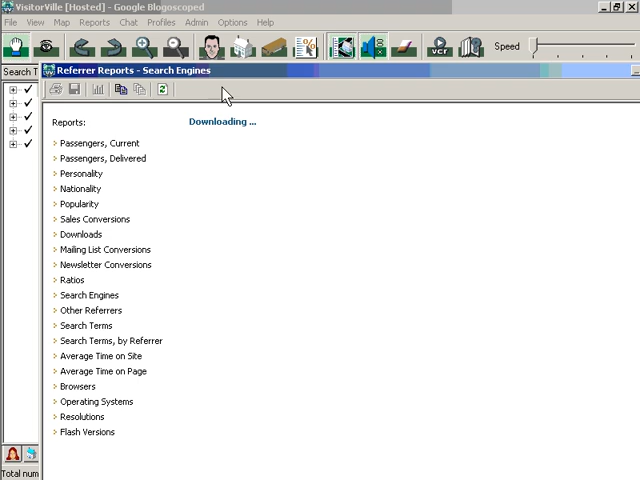 VisitorVille [Hosted] - Google Blogoscoped
View Reports Chat Profiles Admin Options Help
VCR
Speed
Search T
Referrer Reports - Search Engines
Reports:
Downloading ...
Passengers, Current
Passengers, Delivered
Personality
Nationality
Popularity
Sales Conversions
Downloads
Mailing List Conversions
Newsletter Conversions
Ratios
Search Engines
Other Referrers
Search Terms
Search Terms, by Referrer
Average Time on Site
Average Time on Page
Browsers
Operating Systems
Resolutions
Flash Versions
Total num